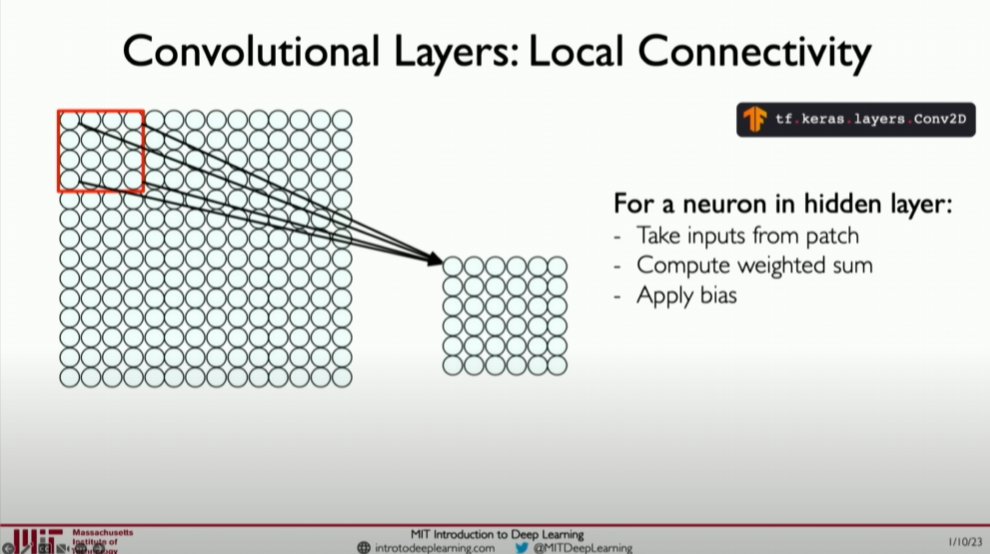 Convolutional Layers: Local Connectivity
tf.keras.layers.Conv2D
For a neuron in hidden layer:
- Take inputs from patch
- Compute weighted sum
- Apply bias
Massachusetts
Institute of
Technology
MIT Introduction to Deep Learning
introtodeeplearning.com @MITDeepLearning
1/10/23